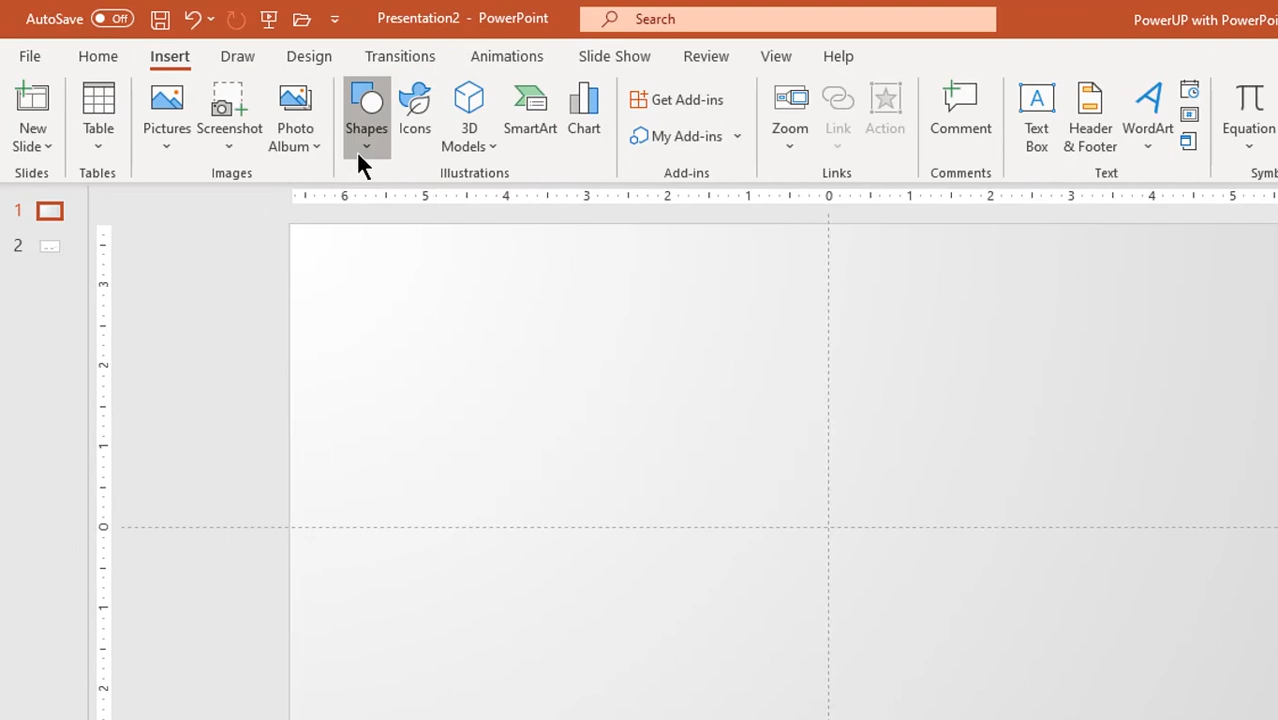 AutoSave Off Presentation2 - PowerPoint Search PowerUP with PowerPoi
File Home Insert Draw Design Transitions Animations Slide Show Review View Help
New Slide Table Pictures Screenshot Photo Album Shapes Icons 3D Models SmartArt Chart Get Add-ins My Add-ins Zoom Link Action Comment Text Box Header & Footer WordArt Equation
Slides Tables Images Illustrations Add-ins Links Comments Text Symb
6 5 4 3 2 1 0 1 2 3 4 5
1
2
3
2
1
0
1
2